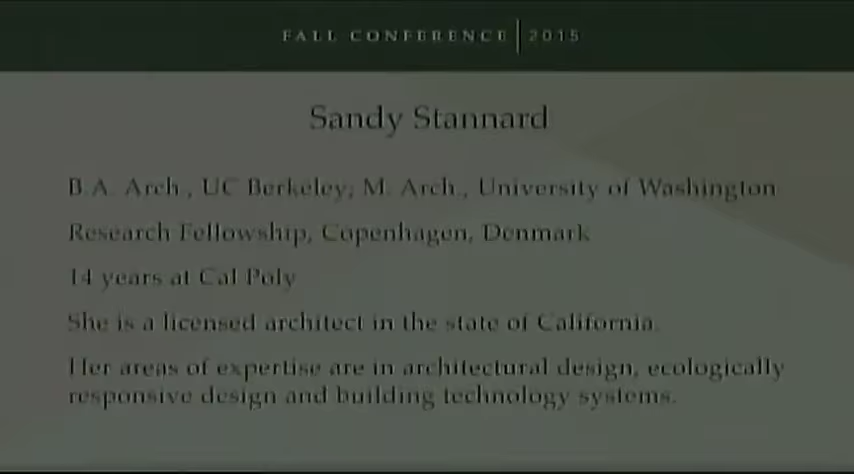 FALL CONFERENCE | 2015
Sandy Stannard
B.A. Arch., UC Berkeley; M. Arch., University of Washington
Research Fellowship, Copenhagen, Denmark
14 years at Cal Poly
She is a licensed architect in the state of California.
Her areas of expertise are in architectural design, ecologically
responsive design and building technology systems.